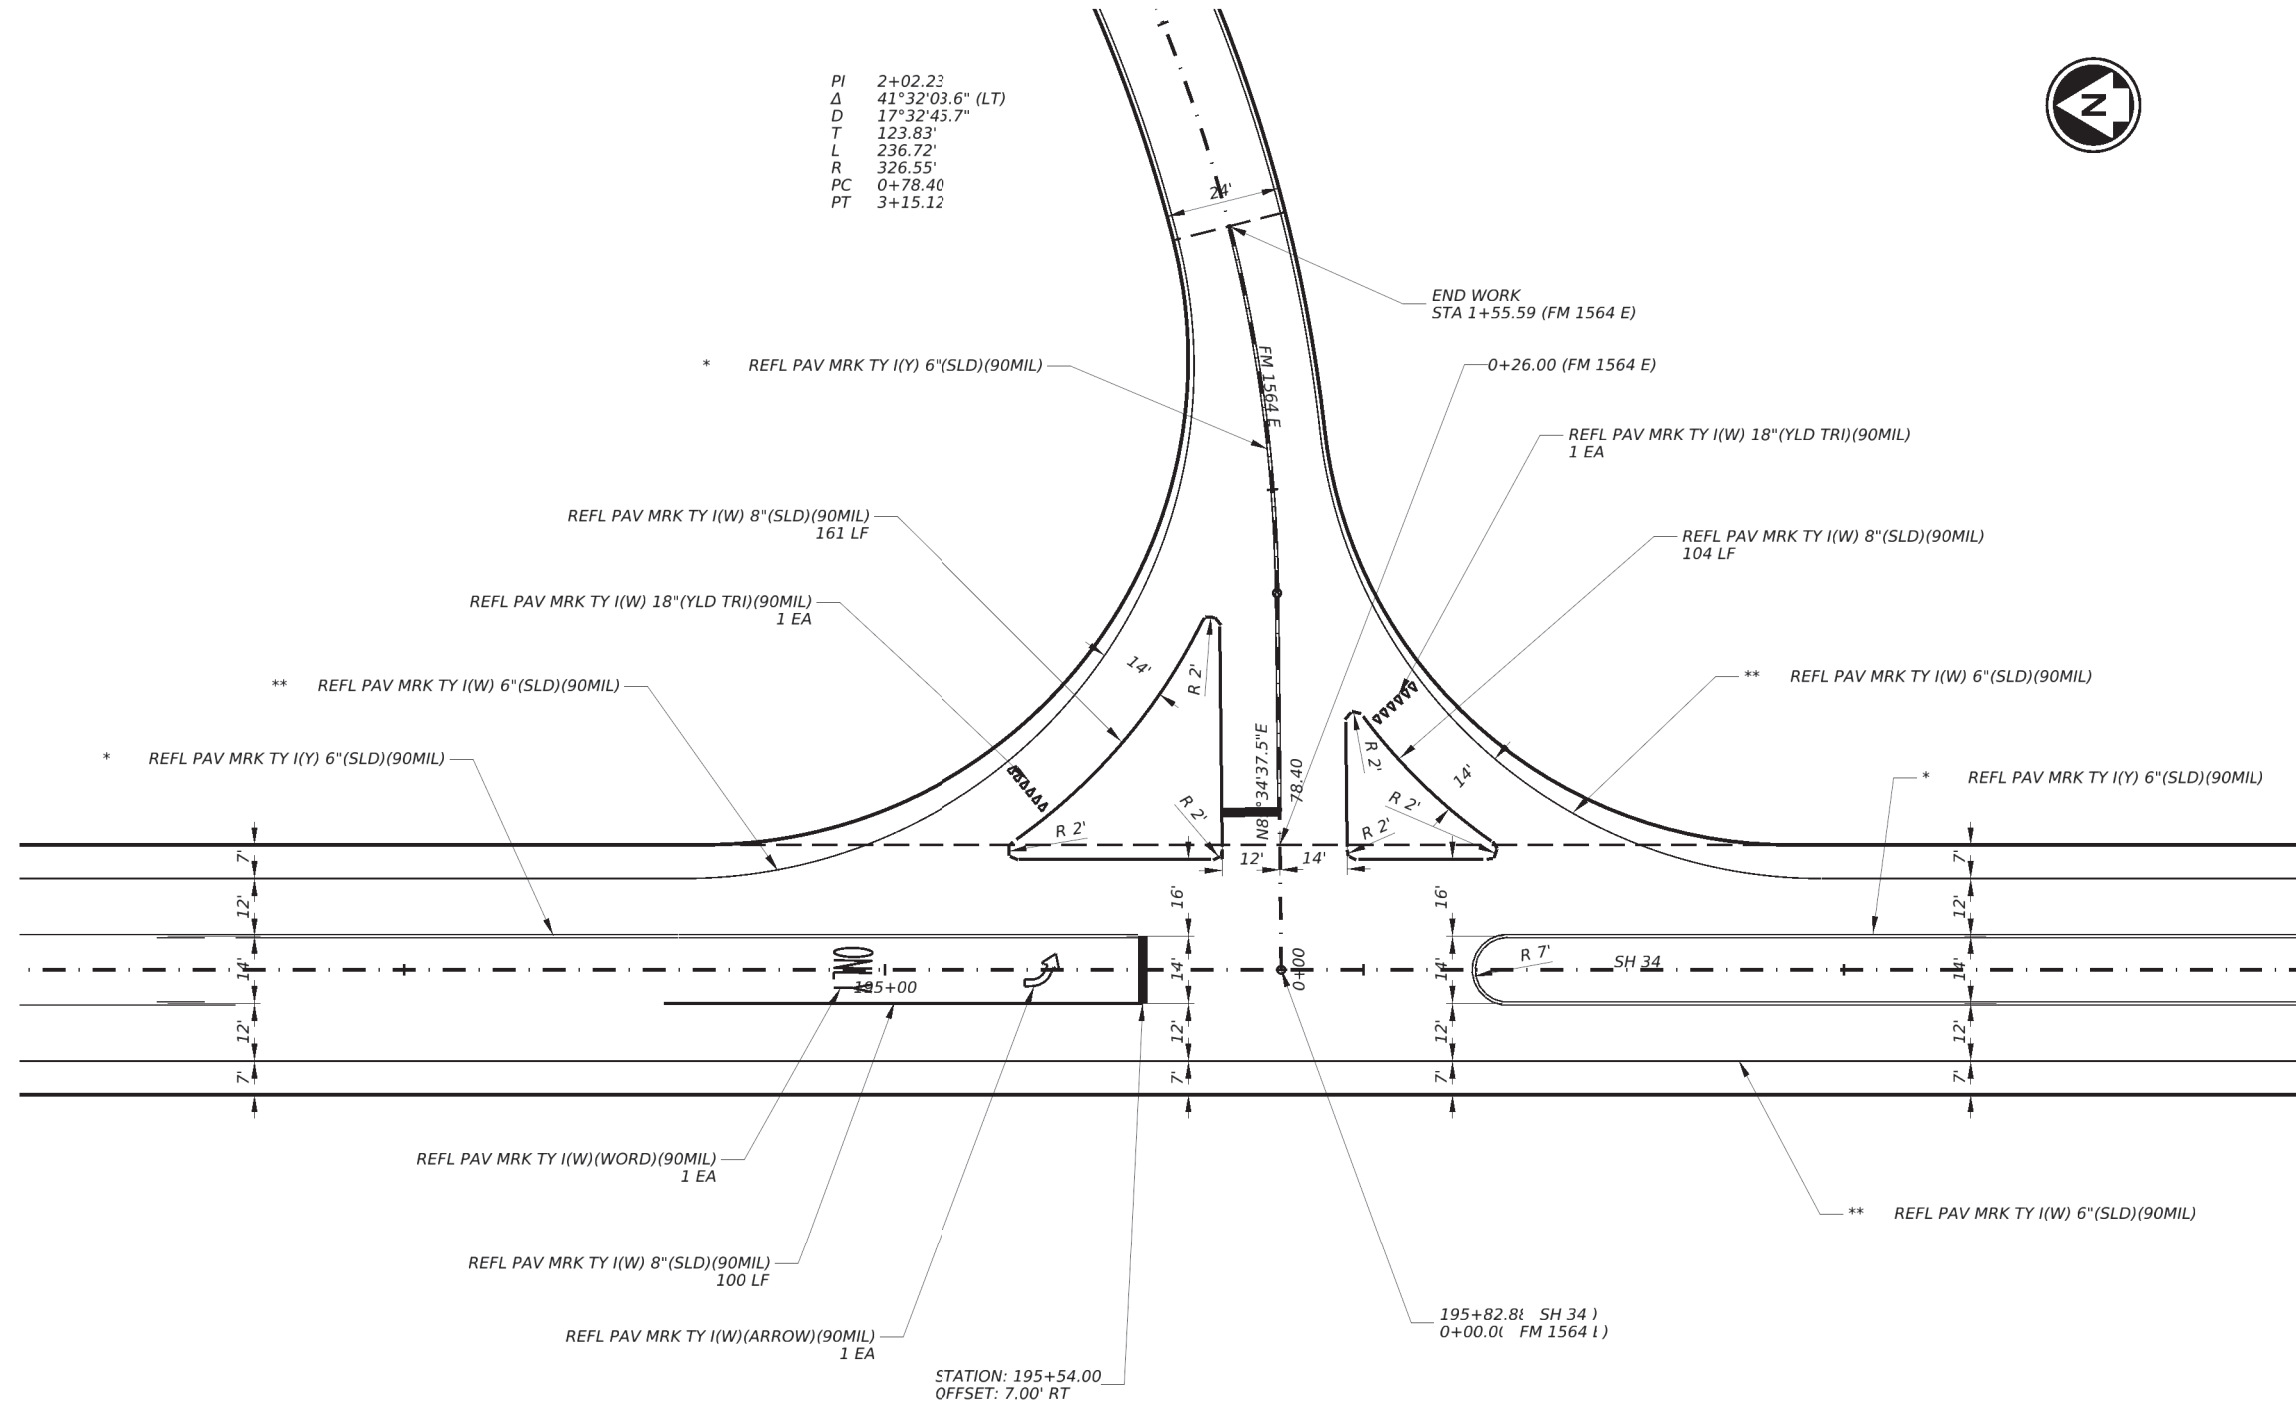 PI 2+02.23
Δ 41°32'03.6" (LT)
D 17°32'45.7"
T 123.83'
L 236.72'
R 326.55'
PC 0+78.40
PT 3+15.12
N
24'
END WORK
STA 1+55.59 (FM 1564 E)
* REFL PAV MRK TY I(Y) 6"(SLD)(90MIL)
FM 1564 E
0+26.00 (FM 1564 E)
REFL PAV MRK TY I(W) 18"(YLD TRI)(90MIL)
1 EA
REFL PAV MRK TY I(W) 8"(SLD)(90MIL)
161 LF
REFL PAV MRK TY I(W) 8"(SLD)(90MIL)
104 LF
REFL PAV MRK TY I(W) 18"(YLD TRI)(90MIL)
1 EA
** REFL PAV MRK TY I(W) 6"(SLD)(90MIL)
14'
R 2'
** REFL PAV MRK TY I(W) 6"(SLD)(90MIL)
* REFL PAV MRK TY I(Y) 6"(SLD)(90MIL)
R 2'
R 2'
78.40
R 2'
R 2'
R 2'
14'
* REFL PAV MRK TY I(Y) 6"(SLD)(90MIL)
7'
12'
14'
7'
12'
16'
16'
12'
14'
195+00
14'
0+00
14'
R 7'
SH 34
14'
12'
12'
12'
12'
7'
7'
7'
7'
REFL PAV MRK TY I(W)(WORD)(90MIL)
1 EA
** REFL PAV MRK TY I(W) 6"(SLD)(90MIL)
REFL PAV MRK TY I(W) 8"(SLD)(90MIL)
100 LF
REFL PAV MRK TY I(W)(ARROW)(90MIL)
1 EA
195+82.88 SH 34 )
0+00.0 FM 1564 )
STATION: 195+54.00
OFFSET: 7.00' RT